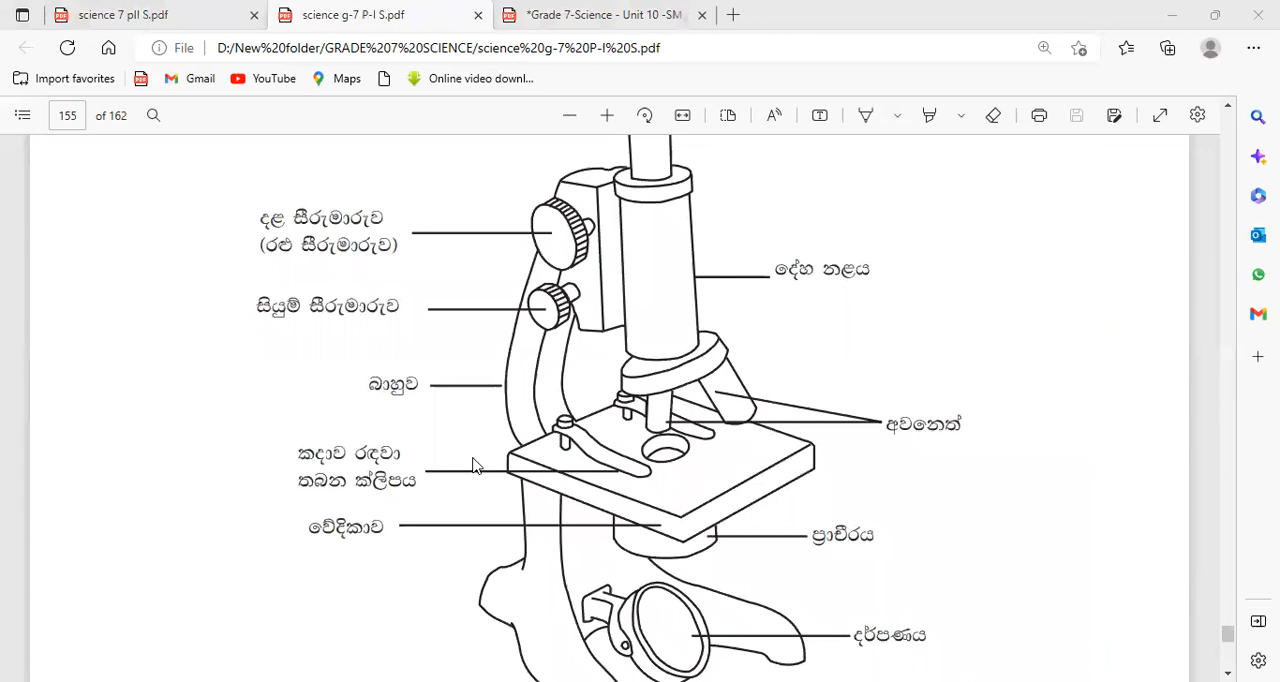 science 7 pII S.pdf
science g-7 P-I S.pdf
*Grade 7-Science - Unit 10 -SM
File
D:/New%20folder/GRADE%207%20SCIENCE/science%20g-7%20P-I%20S.pdf
Import favorites
Gmail
YouTube
Maps
Online video downl...
155 of 162
දළ සීරුමාරුව
(රළු සීරුමාරුව)
දේහ නළය
සියුම් සීරුමාරුව
බාහුව
අවනෙත්
කදාව රඳවා
තබන ක්ලිපය
වේදිකාව
ප්‍රාචීරය
දර්පණය